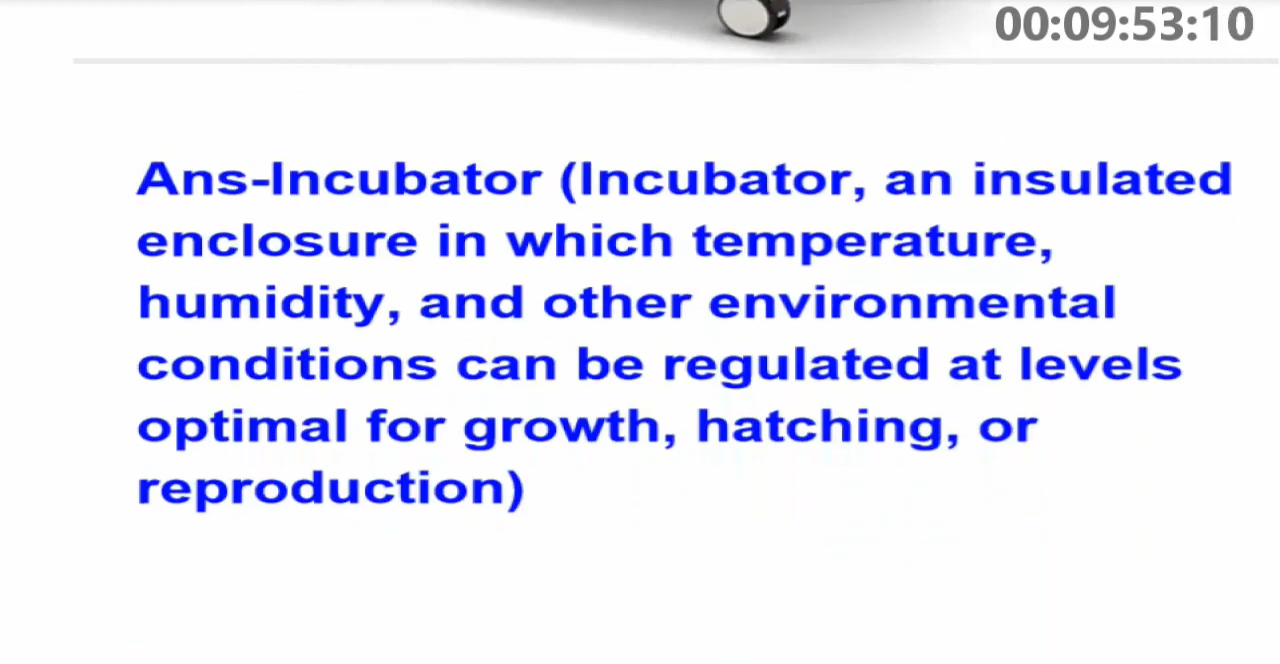 00:09:53:10
Ans-Incubator (Incubator, an insulated
enclosure in which temperature,
humidity, and other environmental
conditions can be regulated at levels
optimal for growth, hatching, or
reproduction)